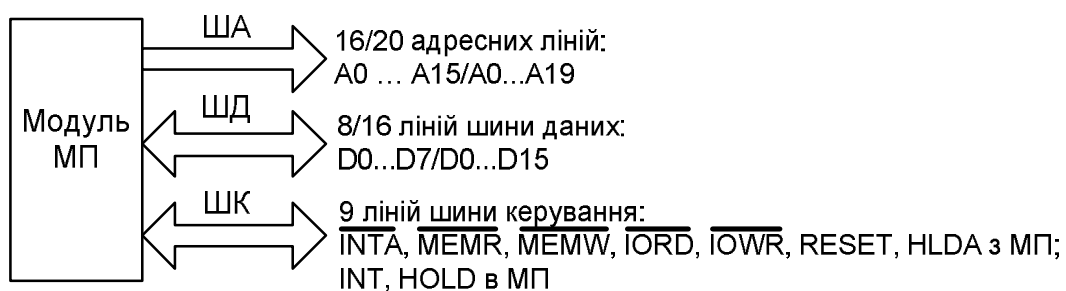 Модуль
МП
ША
16/20 адресних ліній:
A0 ... A15/A0...A19
ШД
8/16 ліній шини даних:
D0...D7/D0...D15
ШК
9 ліній шини керування:
INTA, MEMR, MEMW, IORD, IOWR, RESET, HLDA з МП;
INT, HOLD в МП